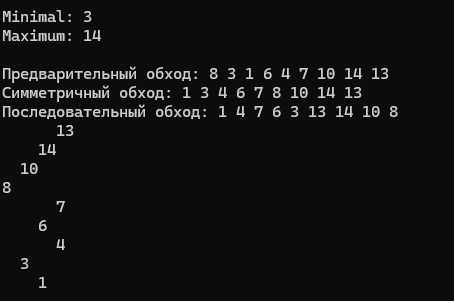 Minimal: 3
Maximum: 14
Предварительный обход: 8 3 1 6 4 7 10 14 13
Симметричный обход: 1 3 4 6 7 8 10 14 13
Последовательный обход: 1 4 7 6 3 13 14 10 8
13
14
10
8
7
6
4
3
1